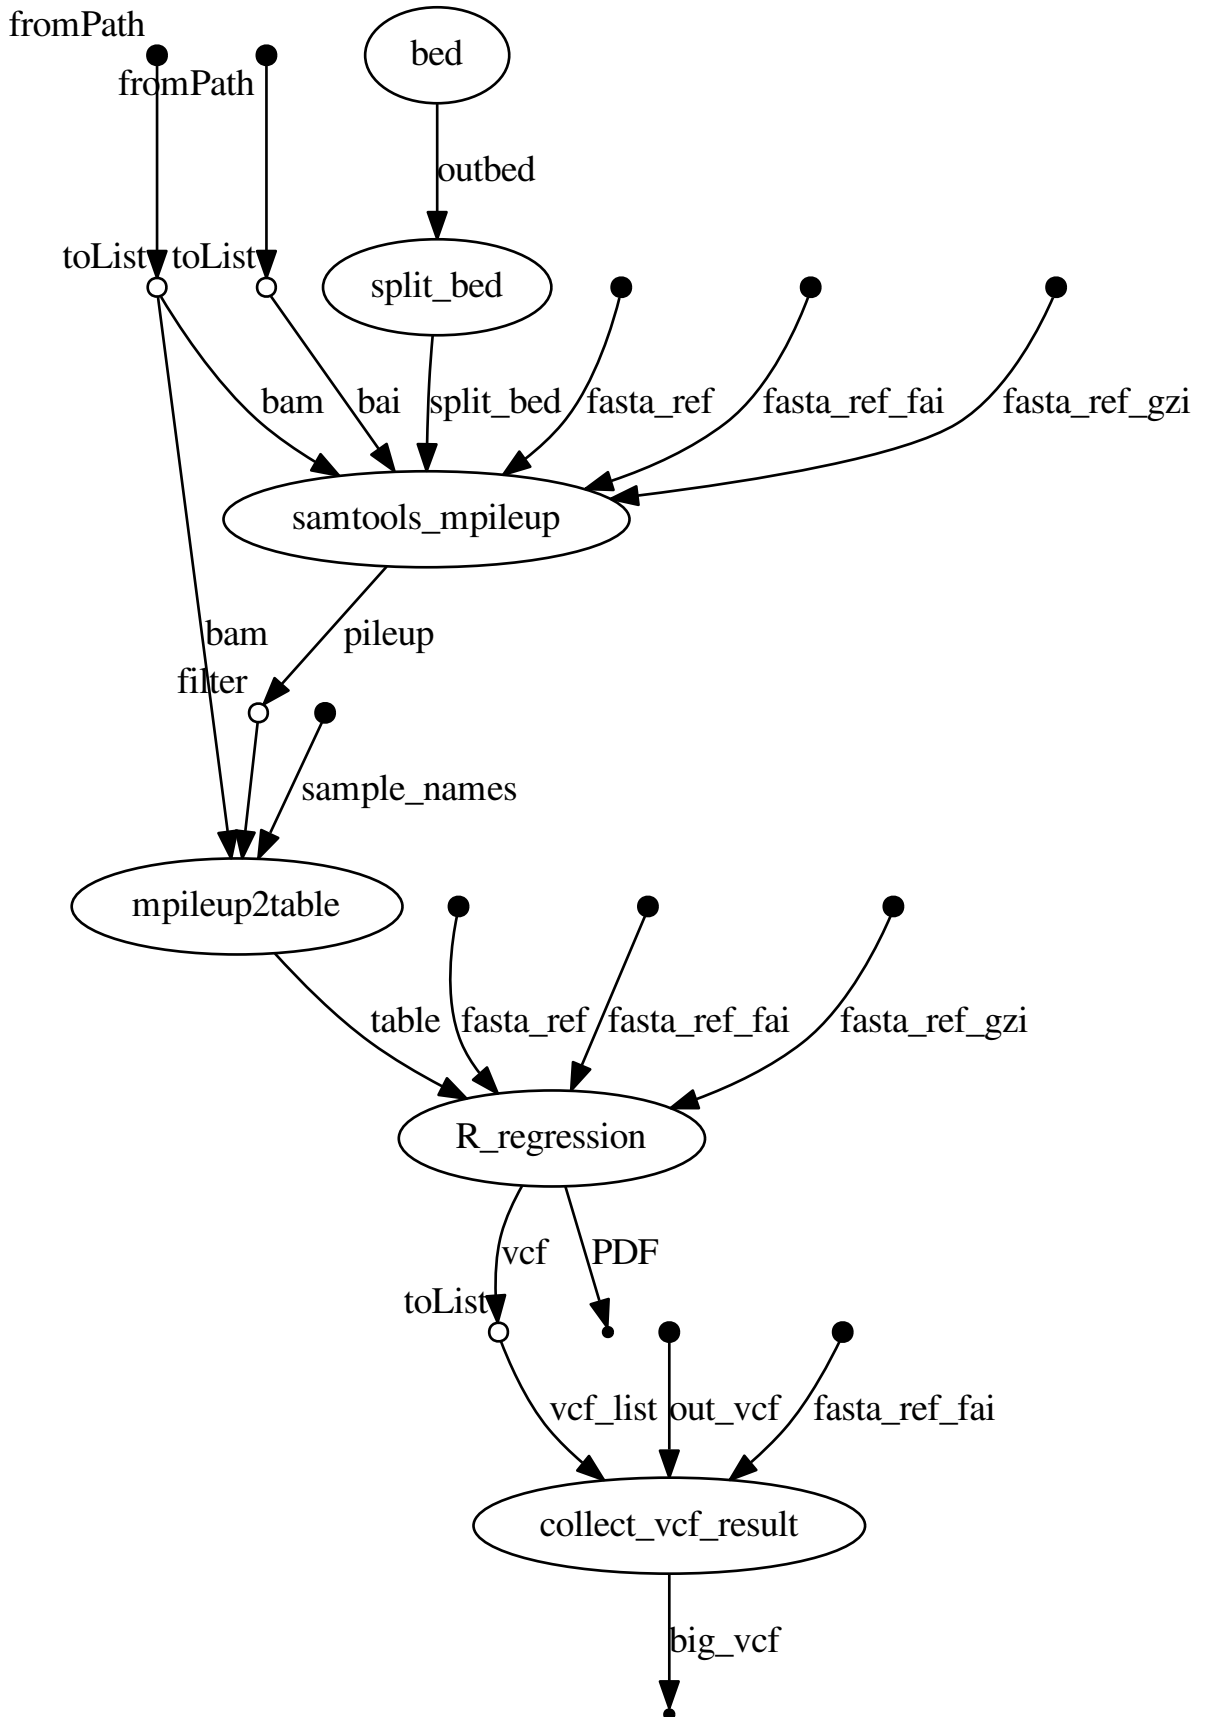 fromPath
bed
fromPath
outbed
toList
toList
split_bed
bam
bai
split_bed
fasta_ref
fasta_ref_fai
fasta_ref_gzi
samtools_mpileup
bam
pileup
filter
sample_names
mpileup2table
table
fasta_ref
fasta_ref_fai
fasta_ref_gzi
R_regression
vcf
PDF
toList
vcf_list
out_vcf
fasta_ref_fai
collect_vcf_result
big_vcf